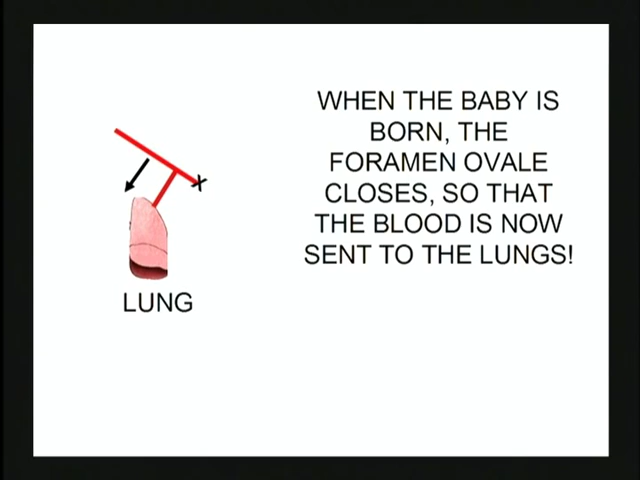 WHEN THE BABY IS
BORN, THE
FORAMEN OVALE
CLOSES, SO THAT
THE BLOOD IS NOW
SENT TO THE LUNGS!
X
LUNG